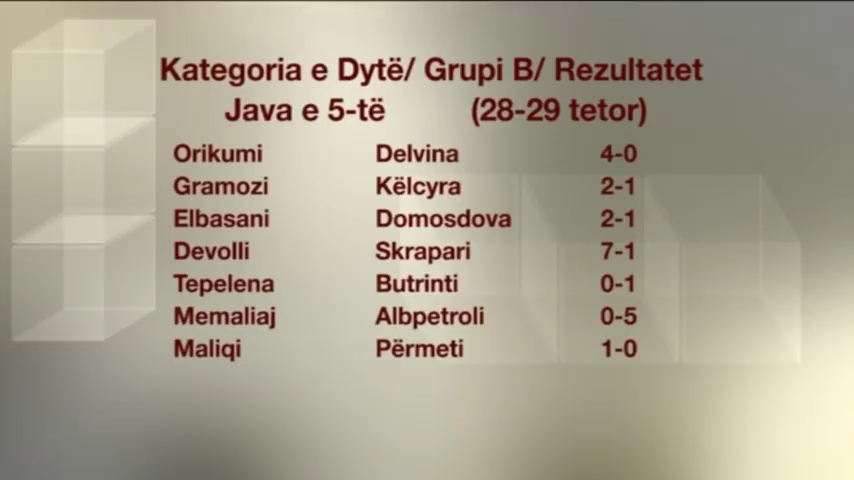 Kategoria e Dytë/ Grupi B/ Rezultatet
Java e 5-të (28-29 tetor)
Orikumi Delvina 4-0
Gramozi Këlcyra 2-1
Elbasani Domosdova 2-1
Devolli Skrapari 7-1
Tepelena Butrinti 0-1
Memaliaj Albpetroli 0-5
Maliqi Përmeti 1-0